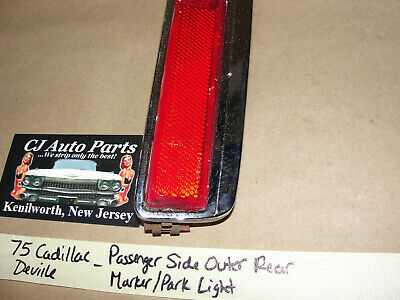 CJ Auto Parts
...We strip only the best!
Kenilworth, New Jersey
75 Cadillac - Passenger Side Outer Rear
Deville Marker/Park Light